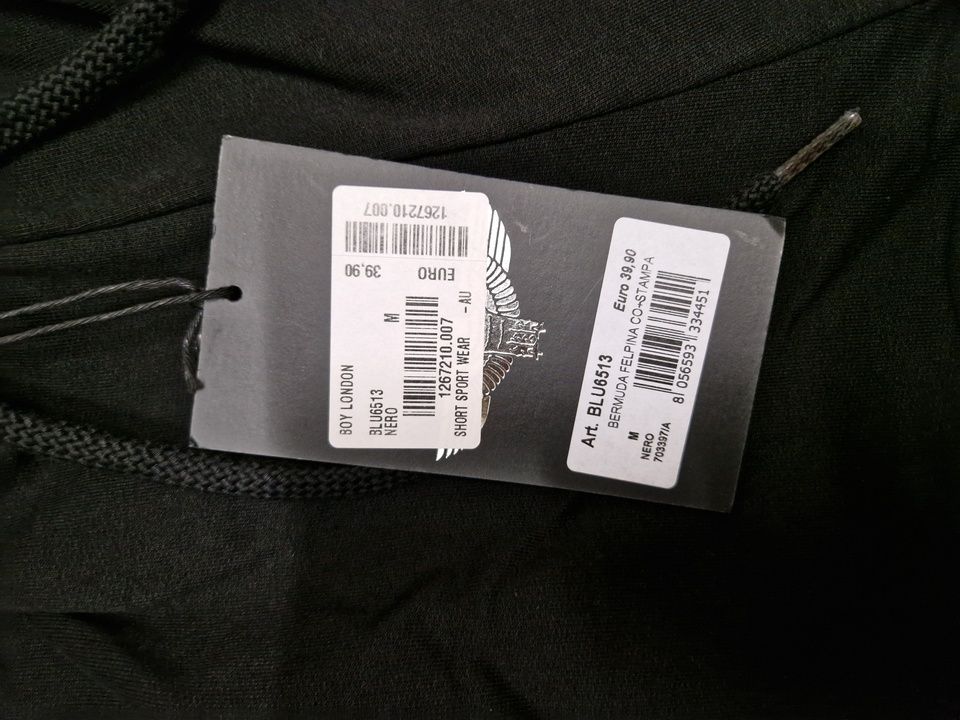 1267210.007
EURO 39,90
BOY LONDON
BLU6513 M
NERO
1267210.007
SHORT SPORT WEAR - AU
Art. BLU6513 Euro 39,90
BERMUDA FELPINA CO+STAMPA
M
NERO
703397/A
8 056593 334451